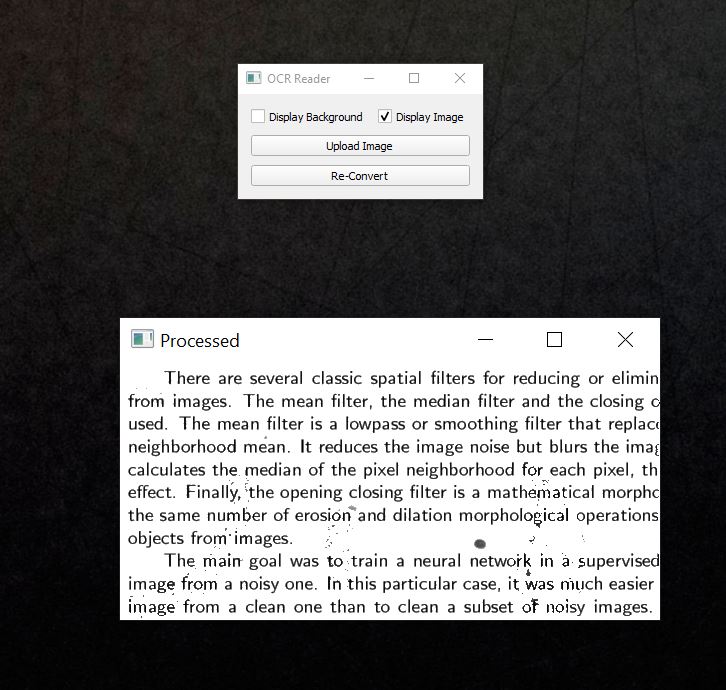 OCR Reader
Display Background Display Image
Upload Image
Re-Convert
Processed
There are several classic spatial filters for reducing or elimin
from images. The mean filter, the median filter and the closing
used. The mean filter is a lowpass or smoothing filter that replac
neighborhood mean. It reduces the image noise but blurs the imag
calculates the median of the pixel neighborhood for each pixel, th
effect. Finally, the opening closing filter is a mathematical morpho
the same number of erosion and dilation morphological operations
objects from images.
The main goal was to train a neural network in a supervised
image from a noisy one. In this particular case, it was much easier
image from a clean one than to clean a subset of noisy images.